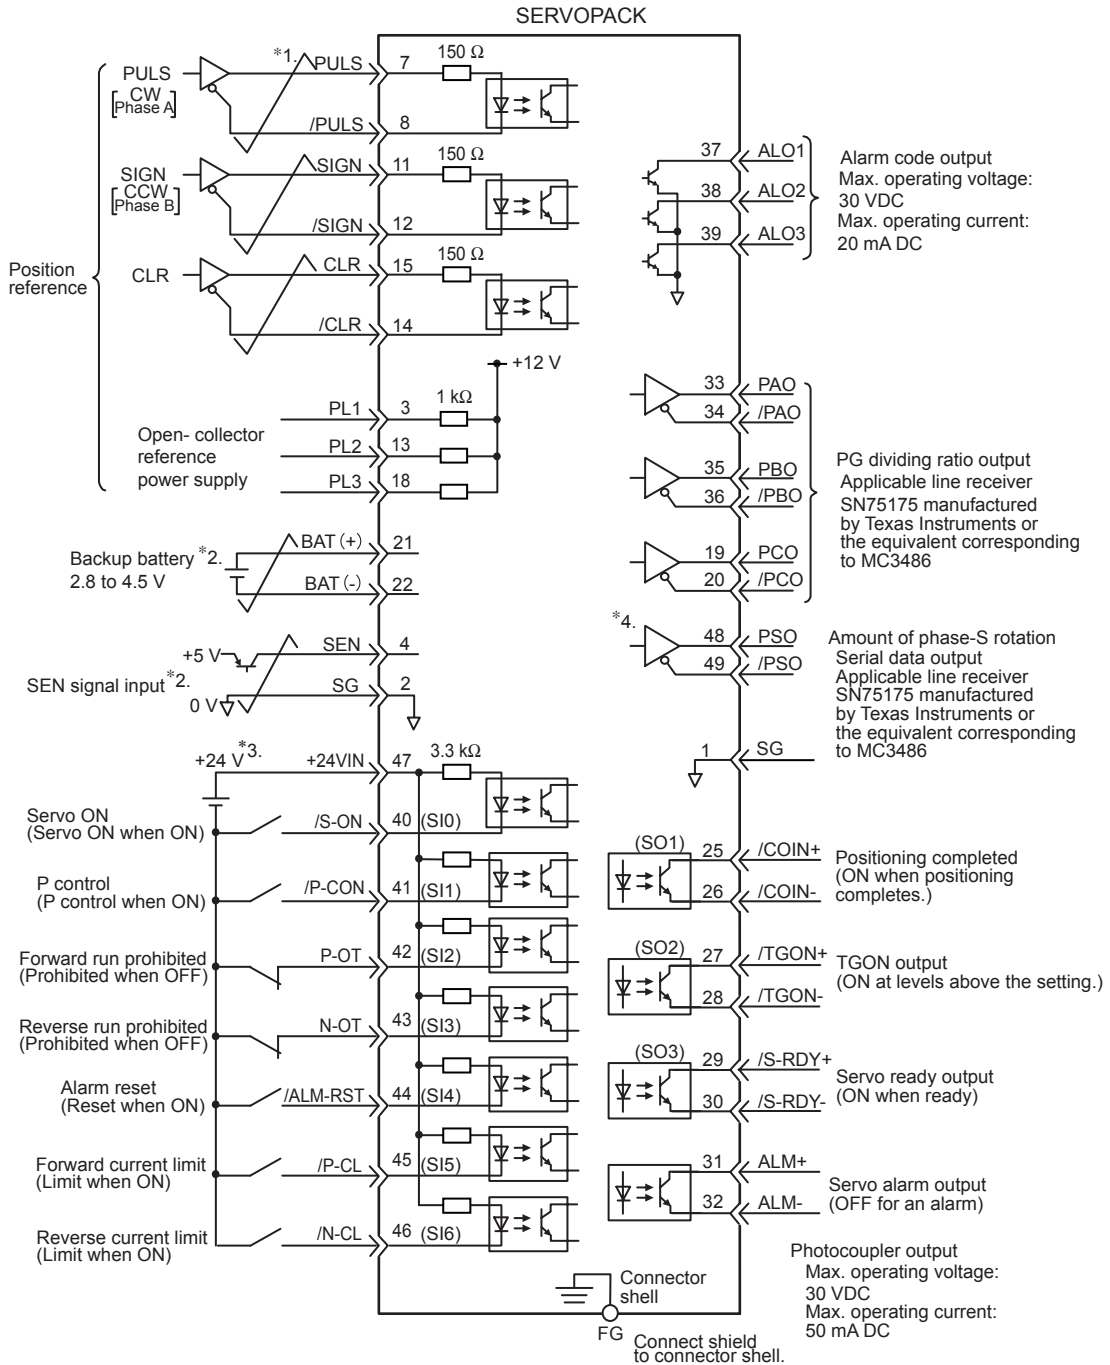 SERVOPACK
*1.
PULS
[CW
Phase A]
PULS
7
150 Ω
/PULS
8
SIGN
[CCW
Phase B]
SIGN
11
150 Ω
/SIGN
12
CLR
CLR
15
150 Ω
/CLR
14
Position
reference
+12 V
PL1
3
1 kΩ
PL2
13
PL3
18
Open- collector
reference
power supply
Backup battery *2.
2.8 to 4.5 V
BAT (+)
21
BAT (-)
22
+5 V
SEN
4
SEN signal input *2.
SG
2
0 V
+24 V *3.
+24VIN
47
3.3 kΩ
Servo ON
(Servo ON when ON)
/S-ON
40
(SI0)
P control
(P control when ON)
/P-CON
41
(SI1)
Forward run prohibited
(Prohibited when OFF)
P-OT
42
(SI2)
Reverse run prohibited
(Prohibited when OFF)
N-OT
43
(SI3)
Alarm reset
(Reset when ON)
/ALM-RST
44
(SI4)
Forward current limit
(Limit when ON)
/P-CL
45
(SI5)
Reverse current limit
(Limit when ON)
/N-CL
46
(SI6)
37
ALO1
38
ALO2
39
ALO3
Alarm code output
Max. operating voltage:
30 VDC
Max. operating current:
20 mA DC
33
PAO
34
/PAO
35
PBO
36
/PBO
19
PCO
20
/PCO
PG dividing ratio output
Applicable line receiver
SN75175 manufactured
by Texas Instruments or
the equivalent corresponding
to MC3486
*4.
48
PSO
49
/PSO
Amount of phase-S rotation
Serial data output
Applicable line receiver
SN75175 manufactured
by Texas Instruments or
the equivalent corresponding
to MC3486
1
SG
(SO1)
25
/COIN+
26
/COIN-
Positioning completed
(ON when positioning
completes.)
(SO2)
27
/TGON+
28
/TGON-
TGON output
(ON at levels above the setting.)
(SO3)
29
/S-RDY+
30
/S-RDY-
Servo ready output
(ON when ready)
31
ALM+
32
ALM-
Servo alarm output
(OFF for an alarm)
Photocoupler output
Max. operating voltage:
30 VDC
Max. operating current:
50 mA DC
Connector
shell
FG
Connect shield
to connector shell.